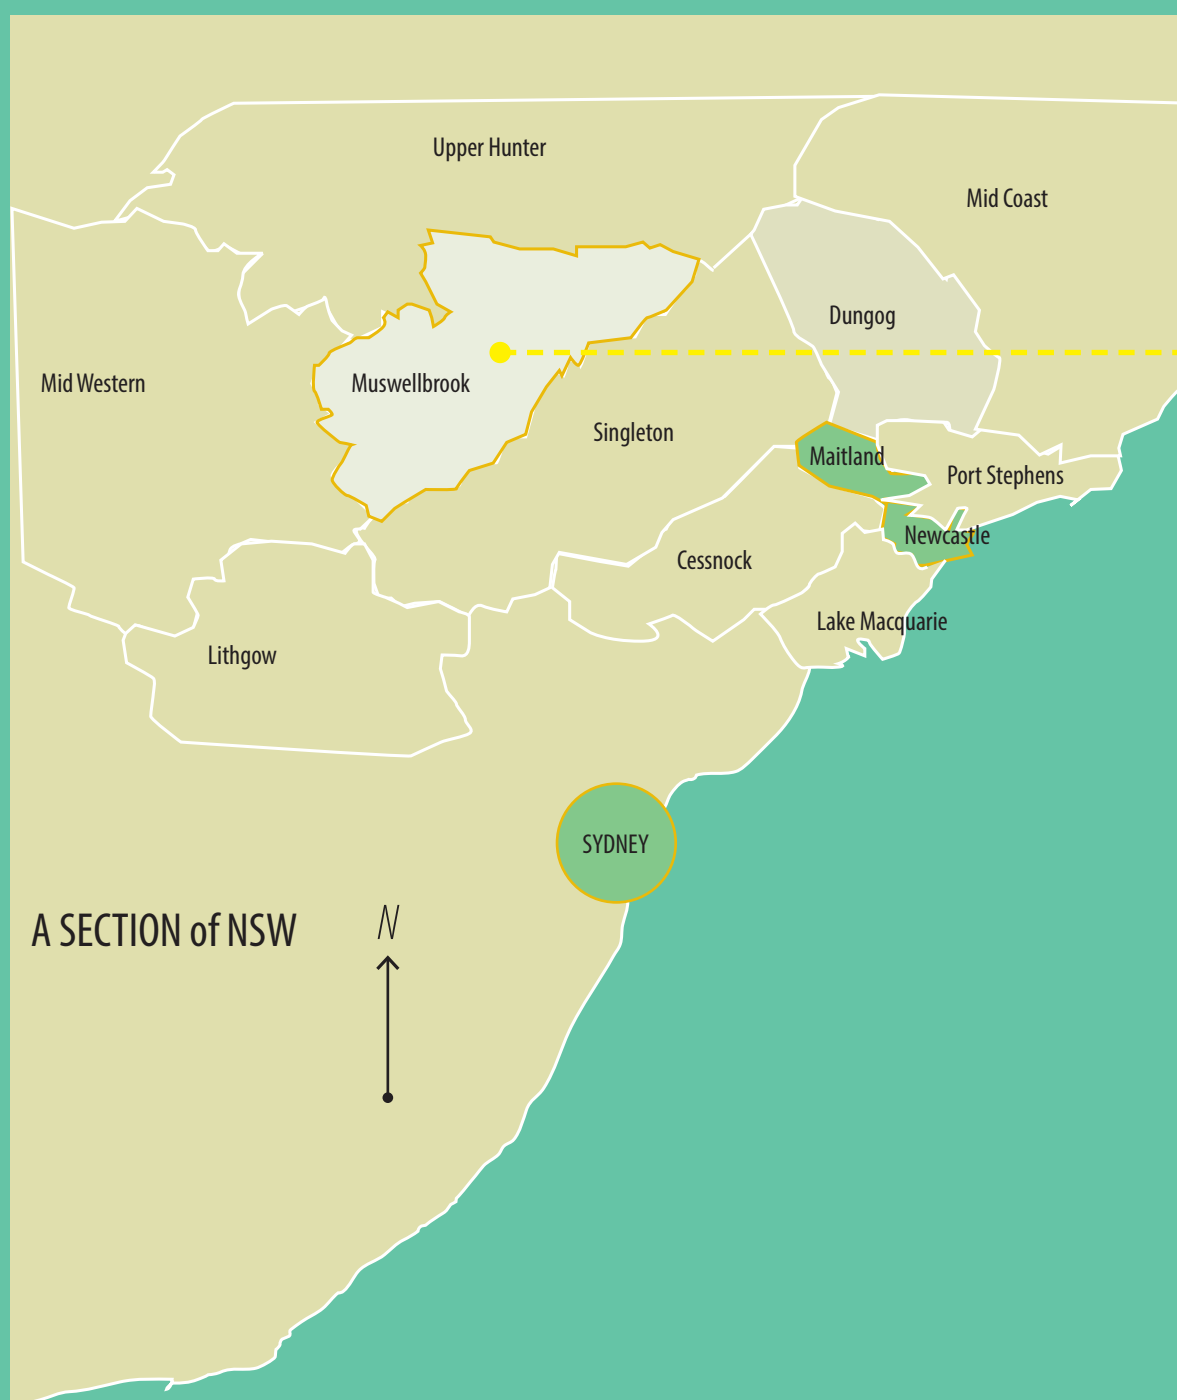 Upper Hunter
Mid Coast
Dungog
Mid Western
Muswellbrook
Singleton
Maitland
Port Stephens
Newcastle
Cessnock
Lake Macquarie
Lithgow
SYDNEY
A SECTION of NSW
N